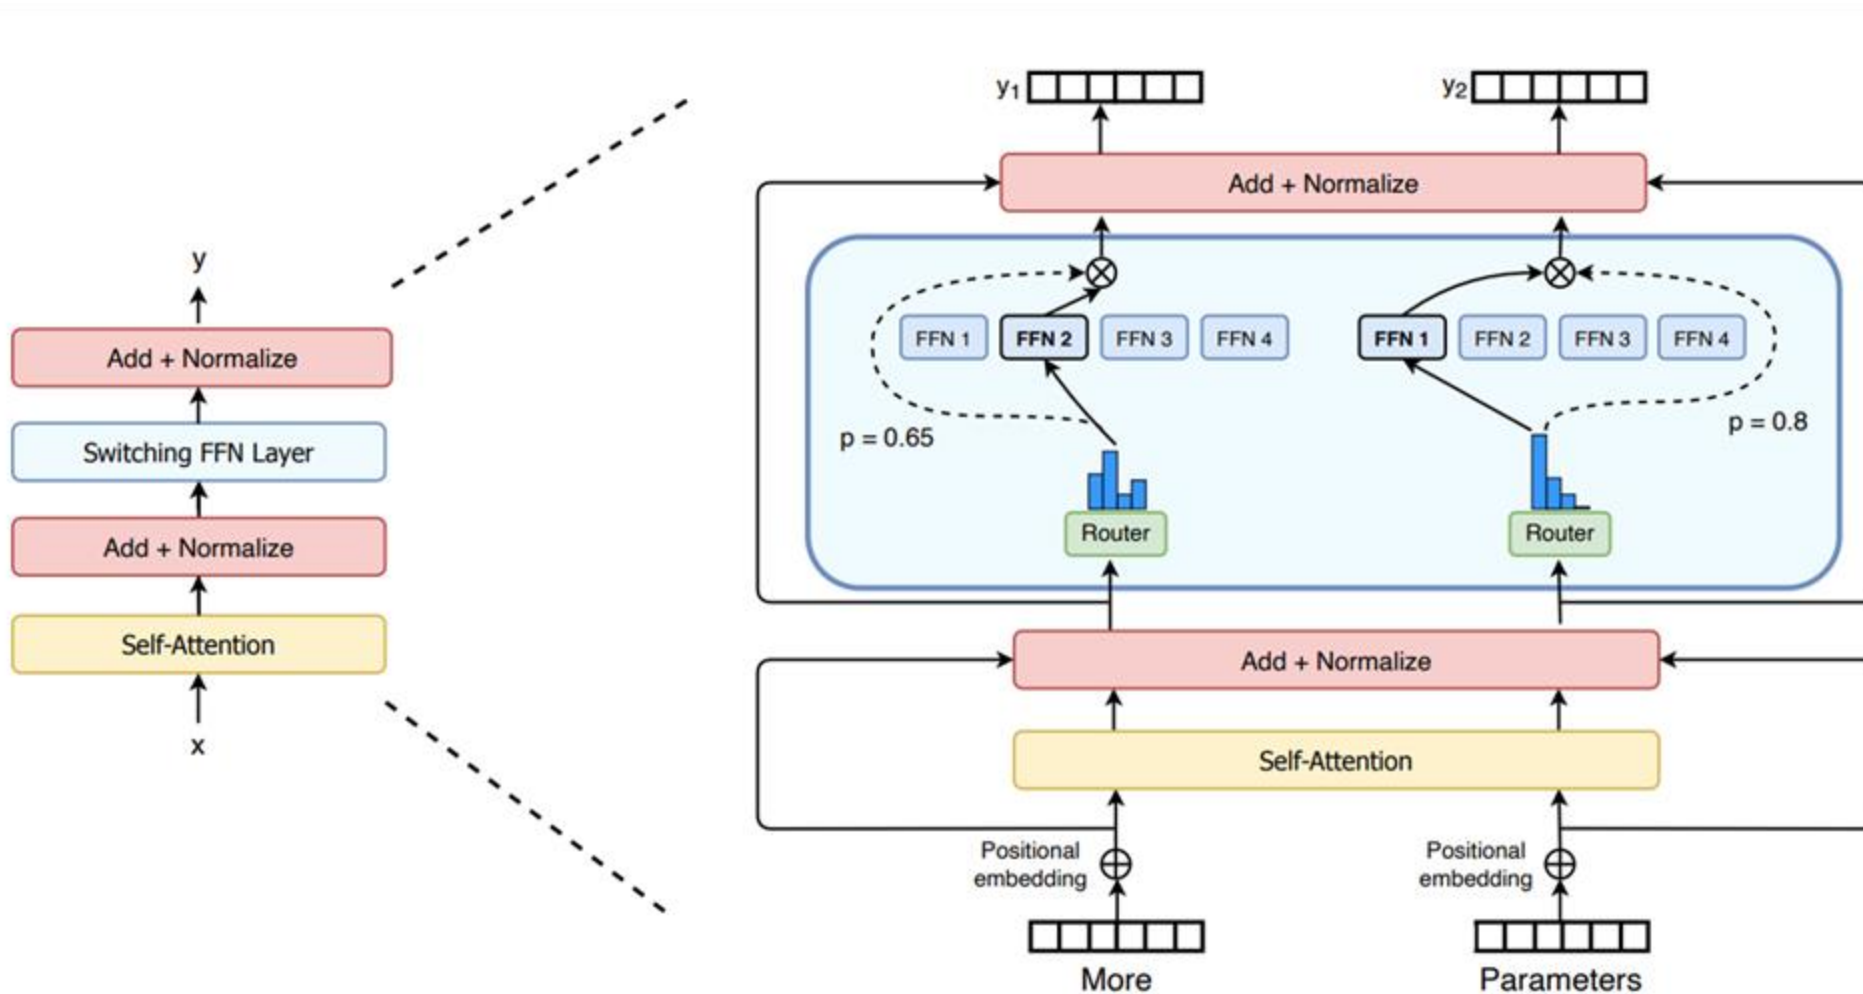 y
Add + Normalize
Switching FFN Layer
Add + Normalize
Self-Attention
x
y1
y2
Add + Normalize
FFN 1 FFN 2 FFN 3 FFN 4
FFN 1 FFN 2 FFN 3 FFN 4
p = 0.65
p = 0.8
Router
Router
Add + Normalize
Self-Attention
Positional
embedding
Positional
embedding
More
Parameters